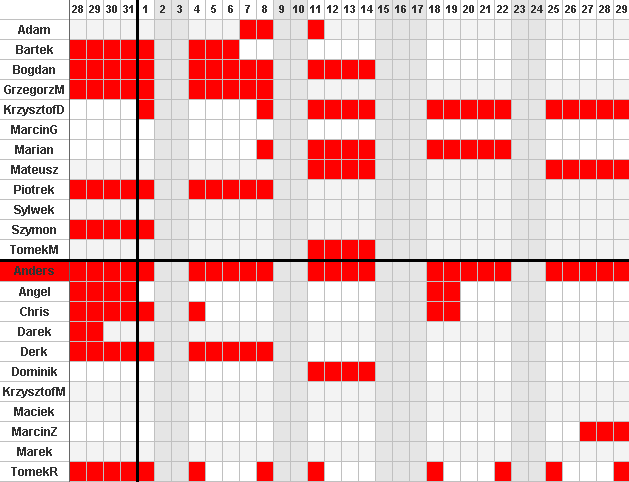 28 29 30 31 1 2 3 4 5 6 7 8 9 10 11 12 13 14 15 16 17 18 19 20 21 22 23 24 25 26 27 28 29
Adam
Bartek
Bogdan
GrzegorzM
KrzysztofD
MarcinG
Marian
Mateusz
Piotrek
Sylwek
Szymon
TomekM
Anders
Angel
Chris
Darek
Derk
Dominik
KrzysztofM
Maciek
MarcinZ
Marek
TomekR